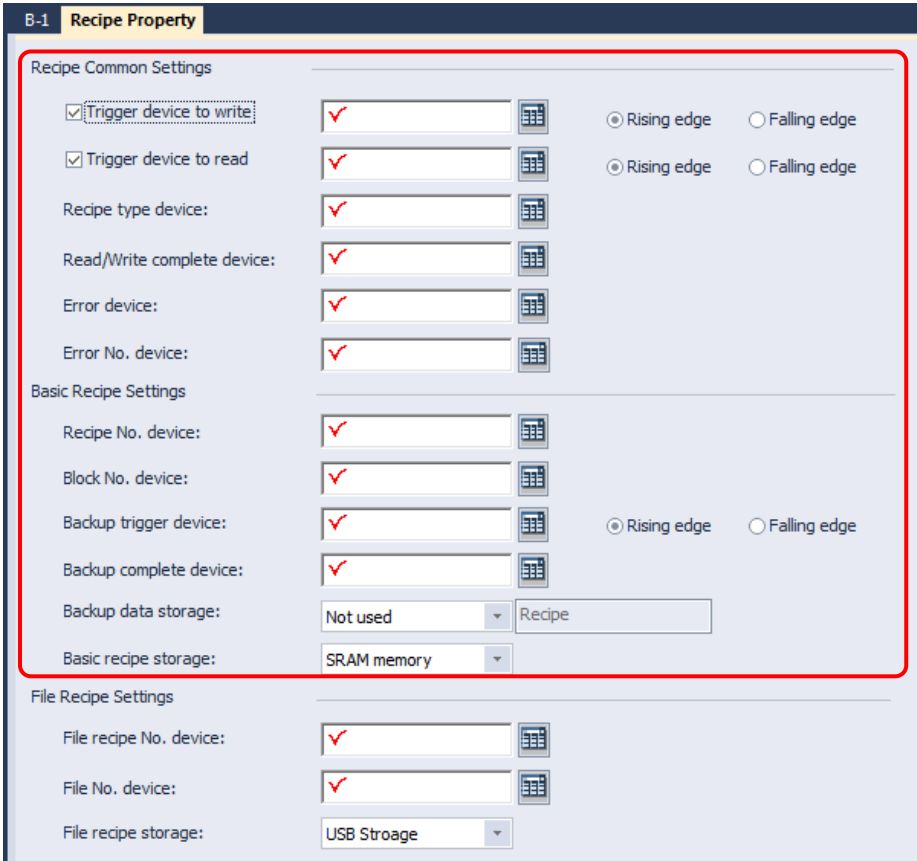 B-1 Recipe Property
Recipe Common Settings
Trigger device to write Rising edge Falling edge
Trigger device to read Rising edge Falling edge
Recipe type device:
Read/Write complete device:
Error device:
Error No. device:
Basic Recipe Settings
Recipe No. device:
Block No. device:
Backup trigger device: Rising edge Falling edge
Backup complete device:
Backup data storage: Not used Recipe
Basic recipe storage: SRAM memory
File Recipe Settings
File recipe No. device:
File No. device:
File recipe storage: USB Stroage